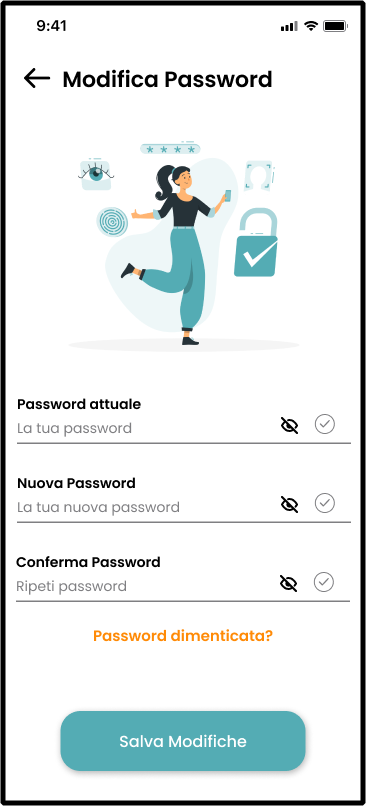 9:41
Modifica Password
* * * *
Password attuale
La tua password
Nuova Password
La tua nuova password
Conferma Password
Ripeti password
Password dimenticata?
Salva Modifiche